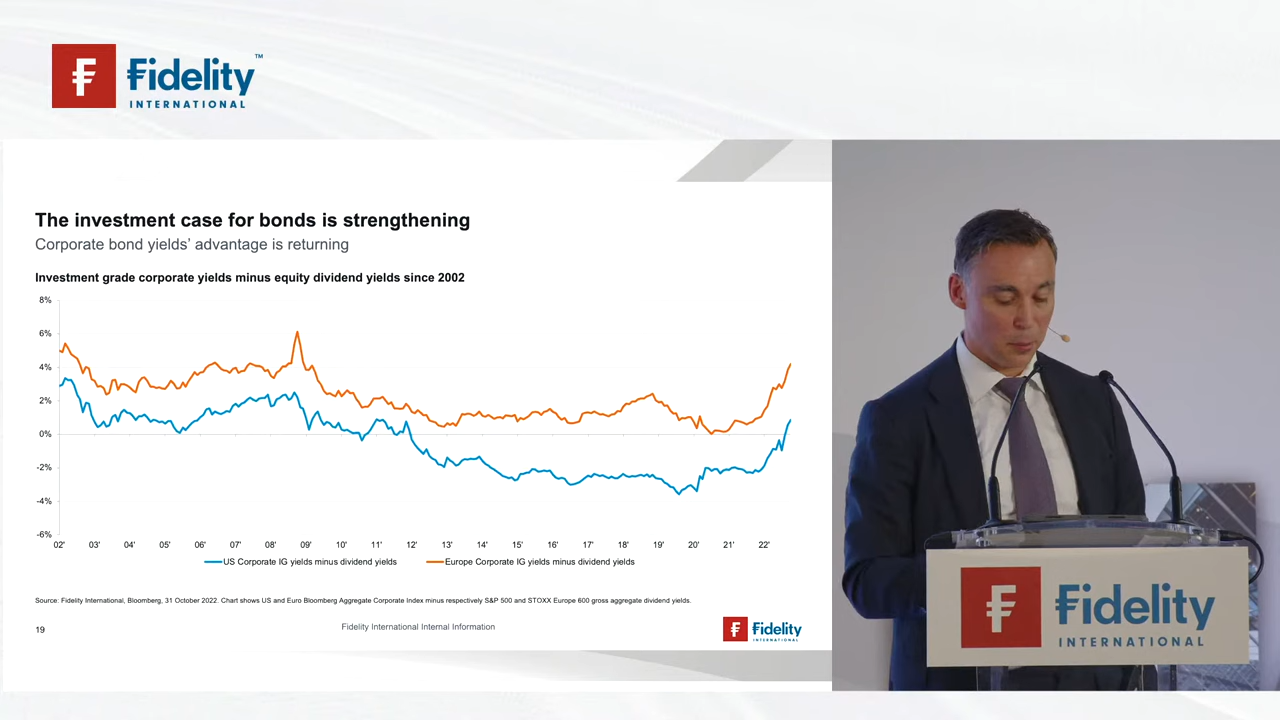 Fidelity™
INTERNATIONAL
The investment case for bonds is strengthening
Corporate bond yields’ advantage is returning
Investment grade corporate yields minus equity dividend yields since 2002
8%
6%
4%
2%
0%
-2%
-4%
-6%
02' 03' 04' 05' 06' 07' 08' 09' 10' 11' 12' 13' 14' 15' 16' 17' 18' 19' 20' 21' 22'
US Corporate IG yields minus dividend yields Europe Corporate IG yields minus dividend yields
Source: Fidelity International, Bloomberg, 31 October 2022. Chart shows US and Euro Bloomberg Aggregate Corporate Index minus respectively S&P 500 and STOXX Europe 600 gross aggregate dividend yields.
19
Fidelity International Internal Information
Fidelity
INTERNATIONAL
Fidelity
INTERNATIONAL